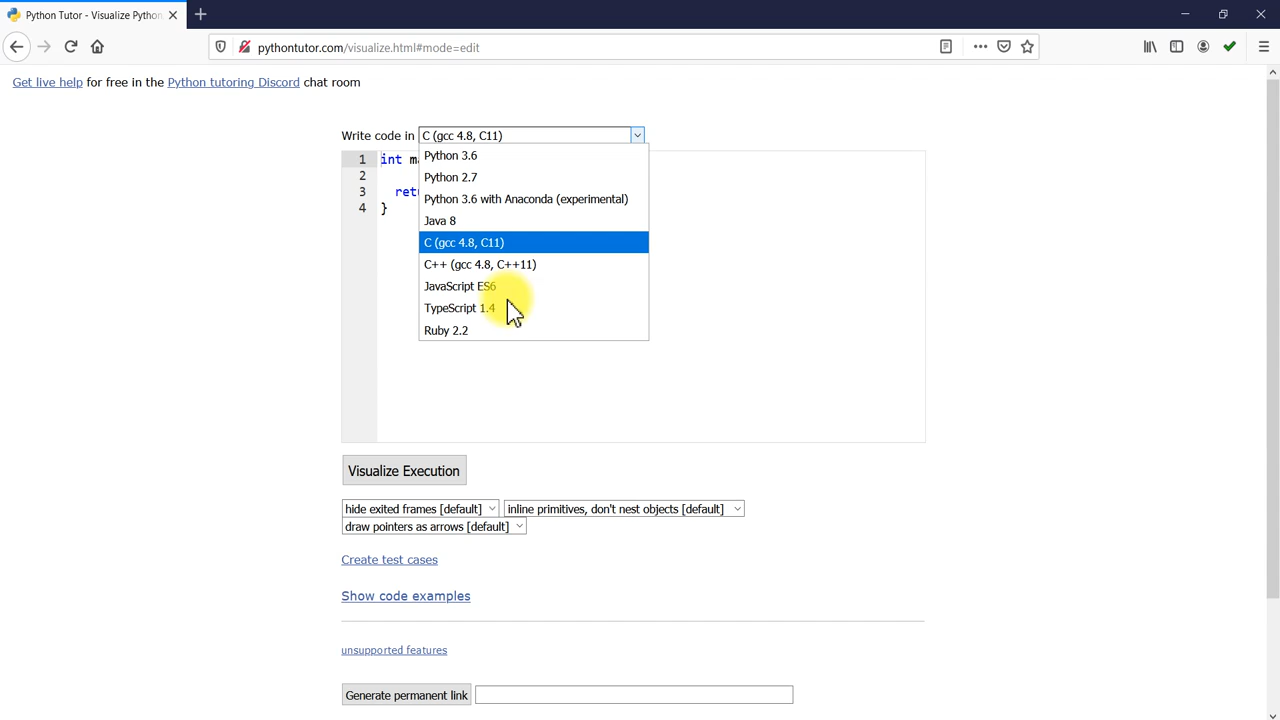 Python Tutor - Visualize Python
pythontutor.com/visualize.html#mode=edit
Get live help for free in the Python tutoring Discord chat room
Write code in C (gcc 4.8, C11)
Python 3.6
Python 2.7
Python 3.6 with Anaconda (experimental)
Java 8
C (gcc 4.8, C11)
C++ (gcc 4.8, C++11)
JavaScript ES6
TypeScript 1.4
Ruby 2.2
1 int m
2
3 ret
4 }
Visualize Execution
hide exited frames [default] inline primitives, don't nest objects [default]
draw pointers as arrows [default]
Create test cases
Show code examples
unsupported features
Generate permanent link